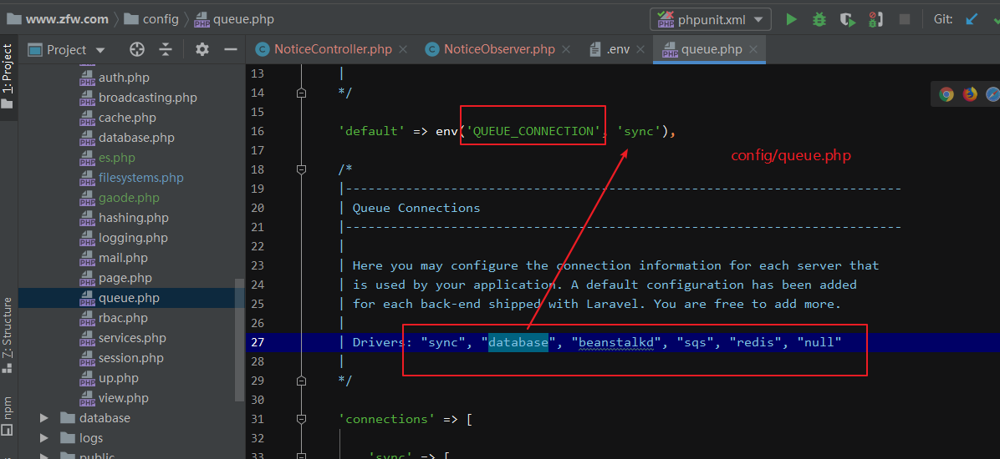 www.zfw.com config queue.php phpunit.xml Git:
1: Project
Project
NoticeController.php NoticeObserver.php .env queue.php
auth.php
broadcasting.php
cache.php
database.php
es.php
filesystems.php
gaode.php
hashing.php
logging.php
mail.php
page.php
queue.php
rbac.php
services.php
session.php
up.php
view.php
database
logs
public
Z: Structure
npm
13 |
14 */
15
16 'default' => env('QUEUE_CONNECTION', 'sync'),
config/queue.php
17
18 /*
19 |--------------------------------------------------------------------------
20 | Queue Connections
21 |--------------------------------------------------------------------------
22 |
23 | Here you may configure the connection information for each server that
24 | is used by your application. A default configuration has been added
25 | for each back-end shipped with Laravel. You are free to add more.
26 |
27 | Drivers: "sync", "database", "beanstalkd", "sqs", "redis", "null"
28 |
29 */
30
31 'connections' => [
32
33 'sync' => [